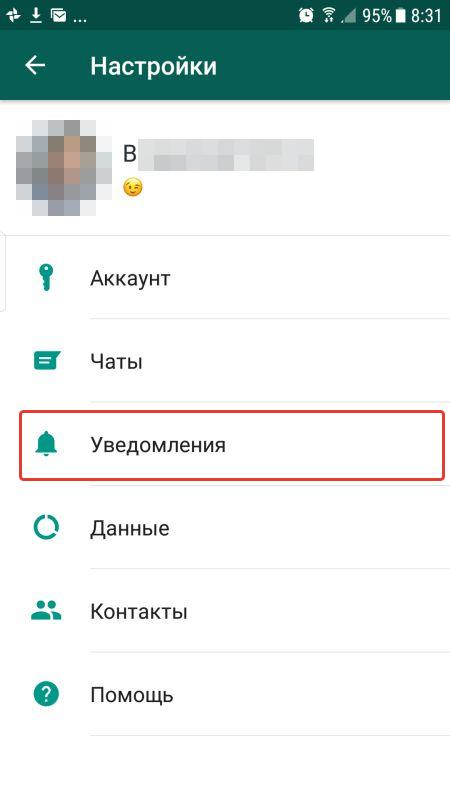 ... 95% 8:31
Настройки
В
😉
Аккаунт
Чаты
Уведомления
Данные
Контакты
Помощь